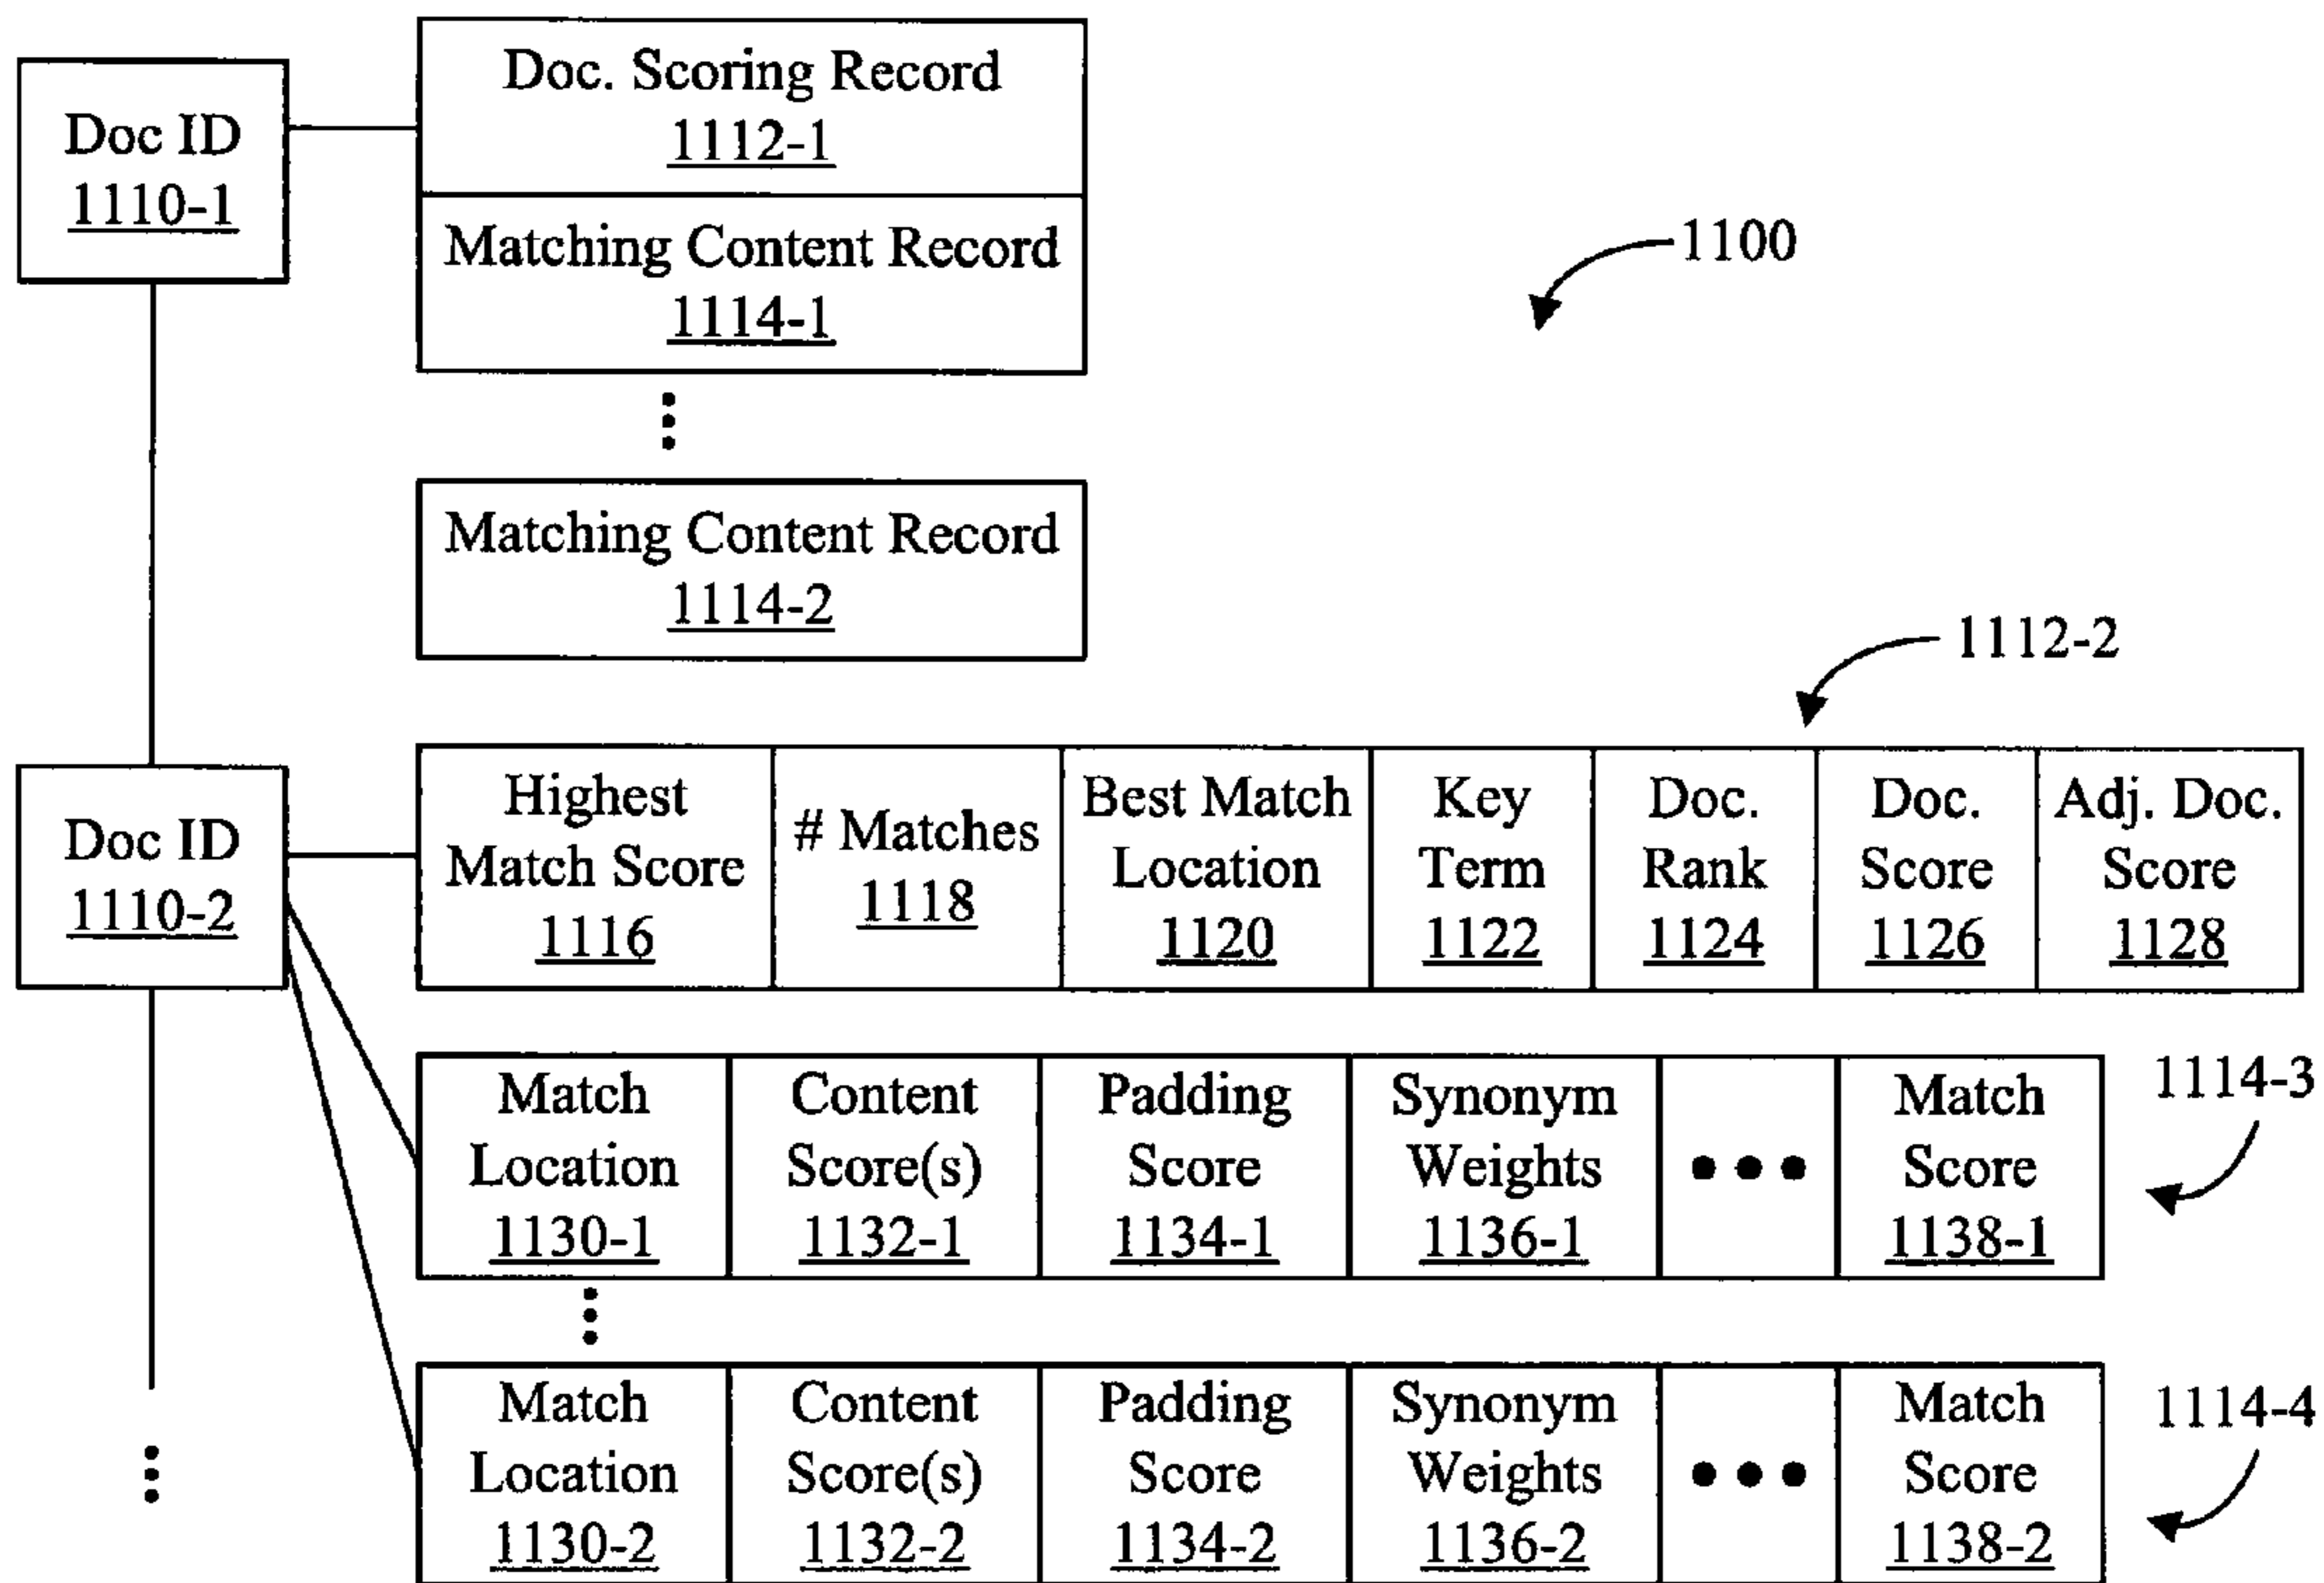 Doc. Scoring Record
1112-1
Doc ID
1110-1
Matching Content Record
1114-1
1100
Matching Content Record
1114-2
1112-2
Doc ID
1110-2
Highest
Match Score
1116
# Matches
1118
Best Match
Location
1120
Key
Term
1122
Doc.
Rank
1124
Doc.
Score
1126
Adj. Doc.
Score
1128
Match
Location
1130-1
Content
Score(s)
1132-1
Padding
Score
1134-1
Synonym
Weights
1136-1
Match
Score
1138-1
1114-3
Match
Location
1130-2
Content
Score(s)
1132-2
Padding
Score
1134-2
Synonym
Weights
1136-2
Match
Score
1138-2
1114-4